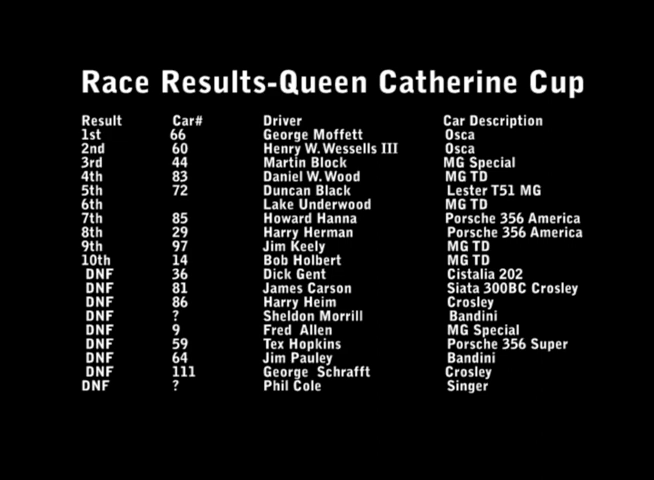 Race Results-Queen Catherine Cup
Result Car# Driver Car Description
1st 66 George Moffett Osca
2nd 60 Henry W. Wessells III Osca
3rd 44 Martin Block MG Special
4th 83 Daniel W. Wood MG TD
5th 72 Duncan Black Lester T51 MG
6th Lake Underwood MG TD
7th 85 Howard Hanna Porsche 356 America
8th 29 Harry Herman Porsche 356 America
9th 97 Jim Keely MG TD
10th 14 Bob Holbert MG TD
DNF 36 Dick Gent Cistalia 202
DNF 81 James Carson Siata 300BC Crosley
DNF 86 Harry Heim Crosley
DNF ? Sheldon Morrill Bandini
DNF 9 Fred Allen MG Special
DNF 59 Tex Hopkins Porsche 356 Super
DNF 64 Jim Pauley Bandini
DNF 111 George Schrafft Crosley
DNF ? Phil Cole Singer